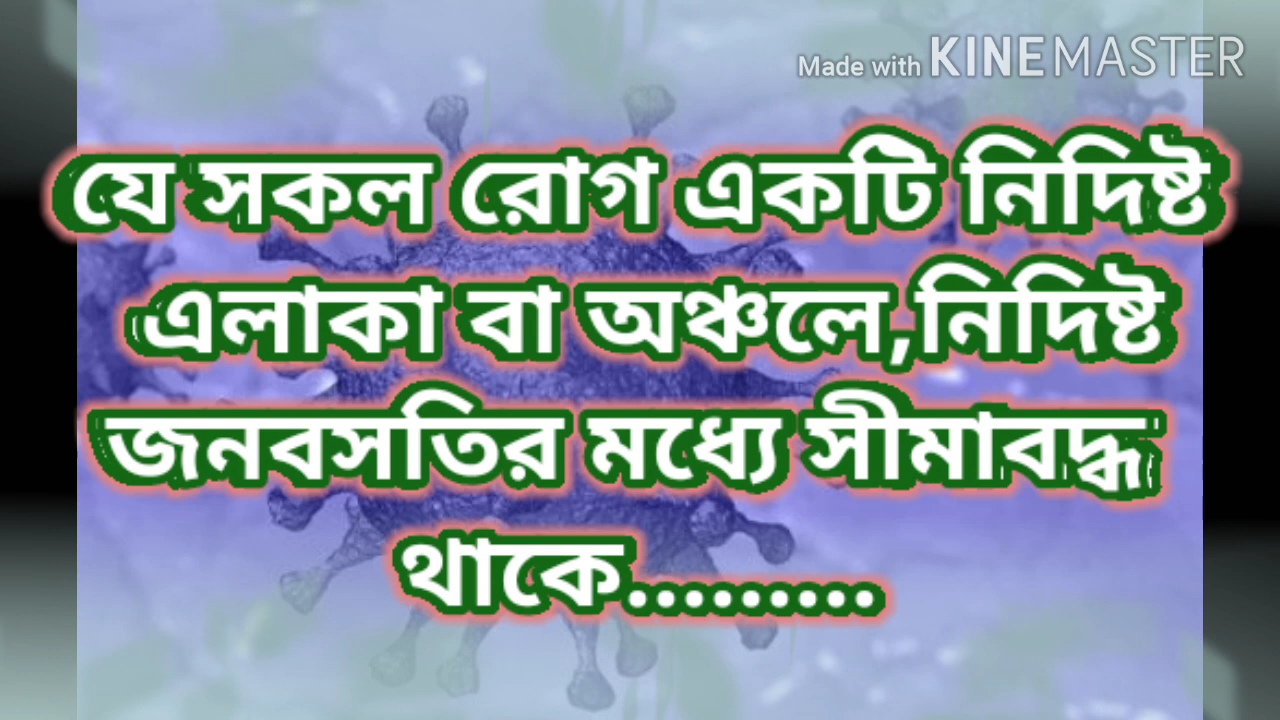 Made with KINEMASTER
যে সকল রোগ একটি নিদিষ্ট
এলাকা বা অঞ্চলে,নিদিষ্ট
জনবসতির মধ্যে সীমাবদ্ধ
থাকে.........